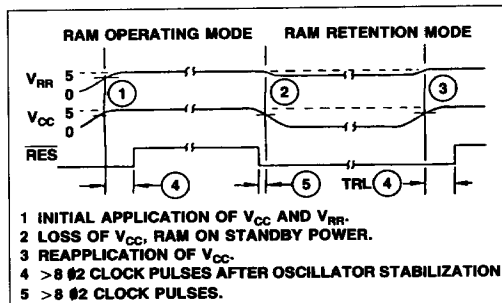 RAM OPERATING MODE RAM RETENTION MODE
VRR 5
0
1 2 3
VCC 5
0
RES
4 5 TRL 4
1 INITIAL APPLICATION OF VCC AND VRR.
2 LOSS OF VCC, RAM ON STANDBY POWER.
3 REAPPLICATION OF VCC.
4 >8 Ø2 CLOCK PULSES AFTER OSCILLATOR STABILIZATION
5 >8 Ø2 CLOCK PULSES.